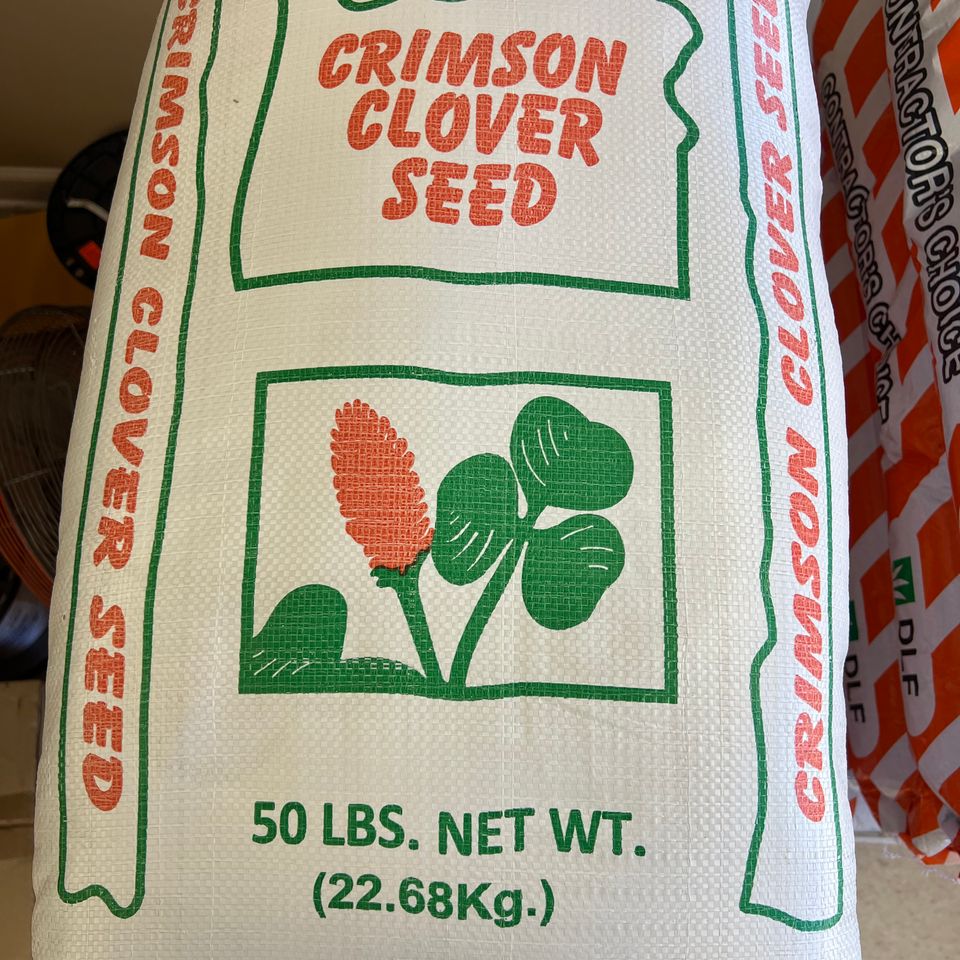 CRIMSON
CLOVER
SEED
CRIMSON CLOVER SEED
CRIMSON CLOVER SEED
50 LBS. NET WT.
(22.68Kg.)
CONTRACTOR'S CHOICE
CONTRACTOR'S CHOICE
DLF
DLF